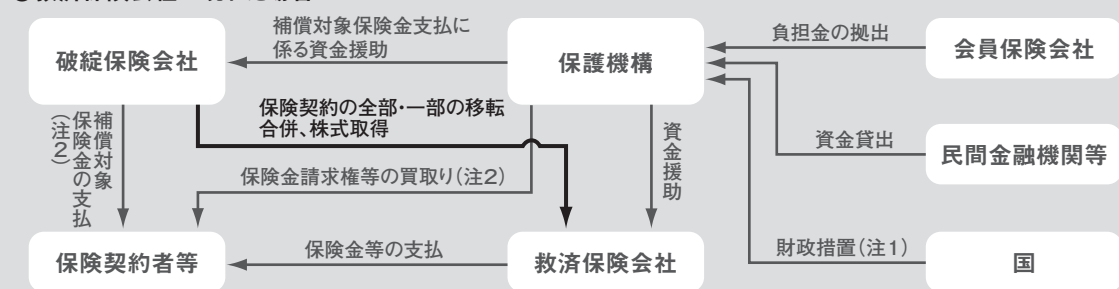 補償対象保険金支払に
係る資金援助
負担金の拠出
破綻保険会社
保護機構
会員保険会社
保険契約の全部・一部の移転
合併、株式取得
補償対象
保険金の支払
(注2)
資金援助
資金貸出
民間金融機関等
保険金請求権等の買取り(注2)
保険契約者等
保険金等の支払
救済保険会社
財政措置(注1)
国